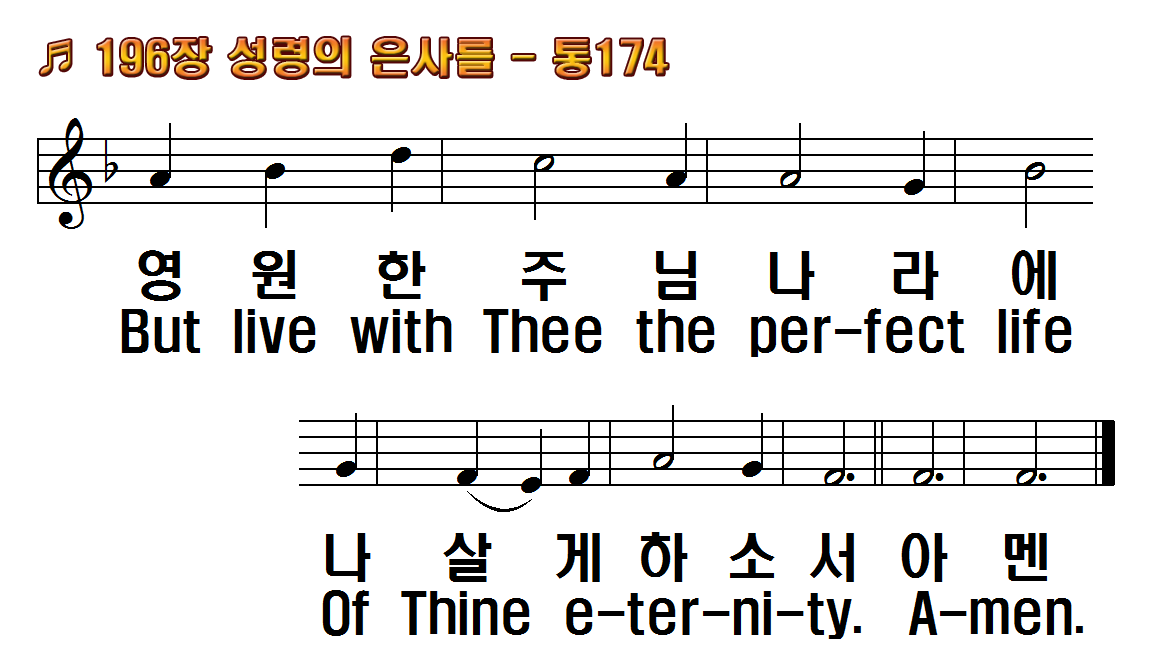 ♬ 196장 성령의 은사를 - 통174
영 원 한 주 님 나 라 에
But live with Thee the per-fect life
나 살 게 하 소 서 아 멘
Of Thine e-ter-ni-ty. A-men.